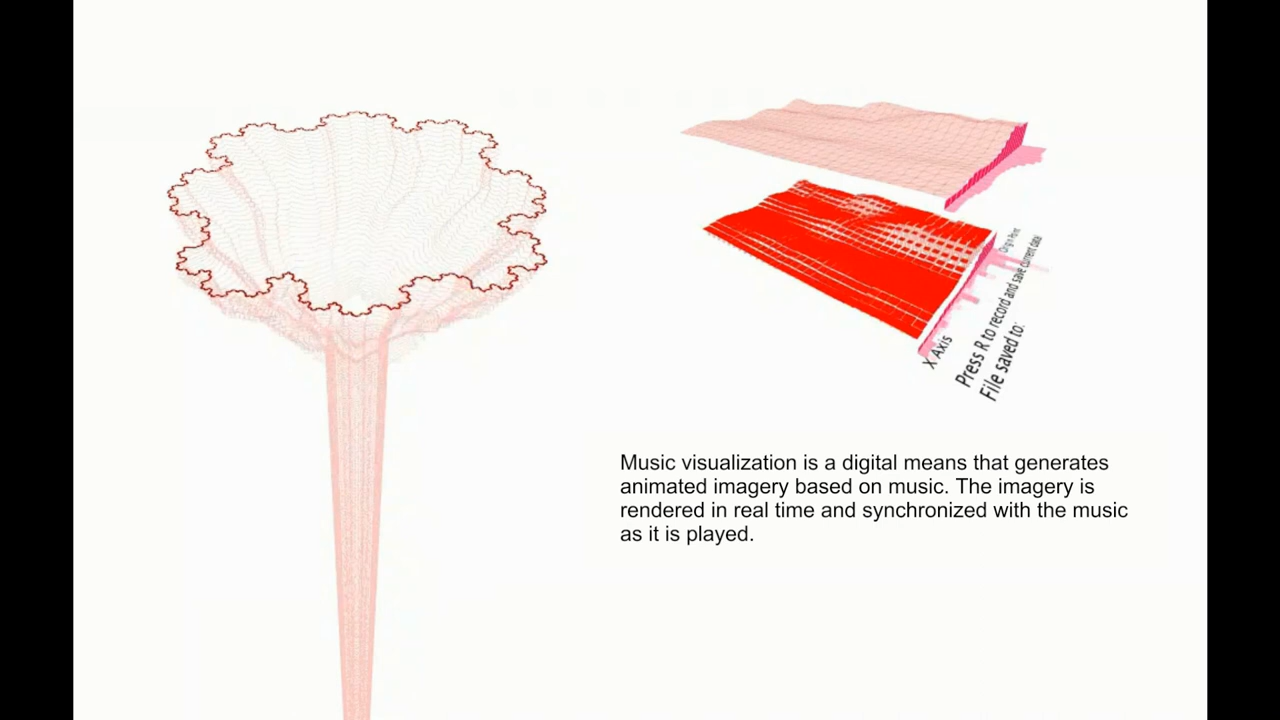 Origin Point
X Axis
Press R to record and save current data
File saved to:
Music visualization is a digital means that generates
animated imagery based on music. The imagery is
rendered in real time and synchronized with the music
as it is played.